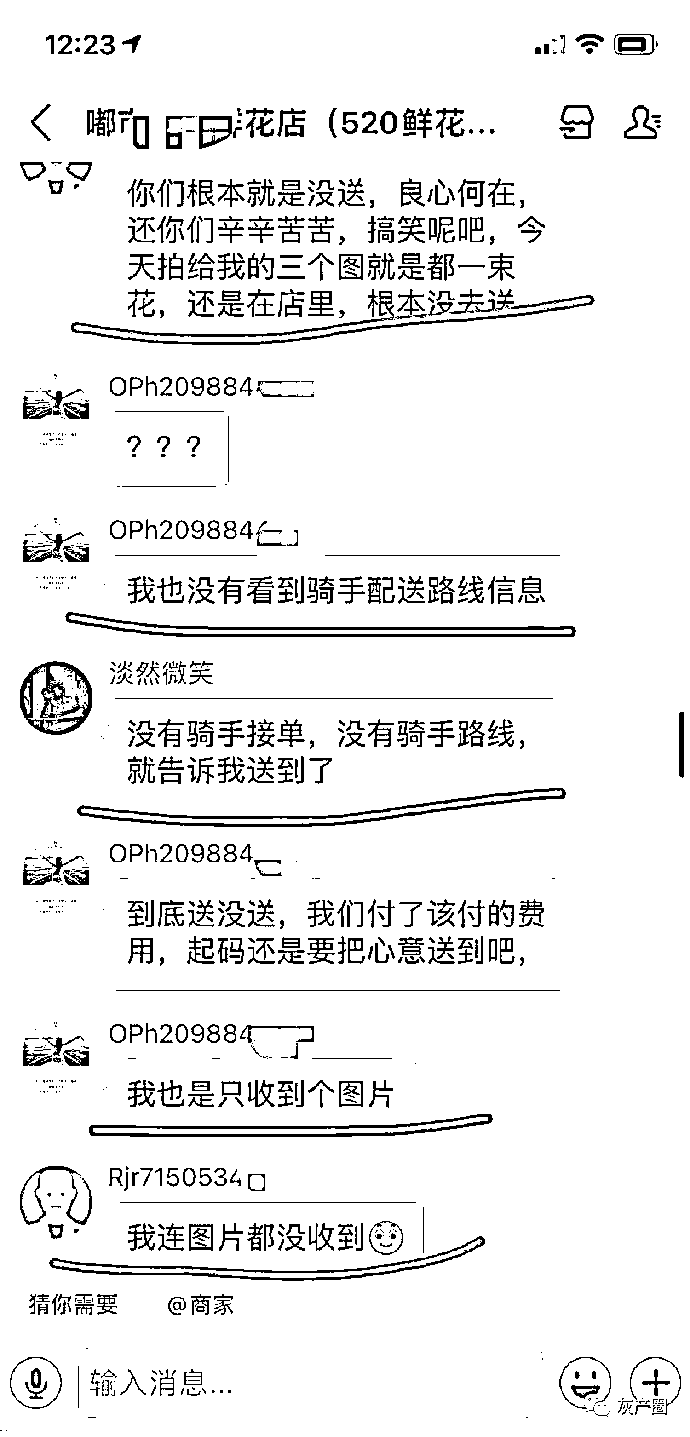 12:23
花店（520鲜花...
你们根本就是没送，良心何在，
还你们辛辛苦苦，搞笑呢吧，今
天拍给我的三个图就是都一束
花，还是在店里，根本没去送
OPh209884
？？？
OPh209884
我也没有看到骑手配送路线信息
淡然微笑
没有骑手接单，没有骑手路线，
就告诉我送到了
OPh209884
到底送没送，我们付了该付的费
用，起码还是要把心意送到吧，
OPh209884
我也是只收到个图片
Rjr7150534
我连图片都没收到
猜你需要 @商家
输入消息...
灰产圈